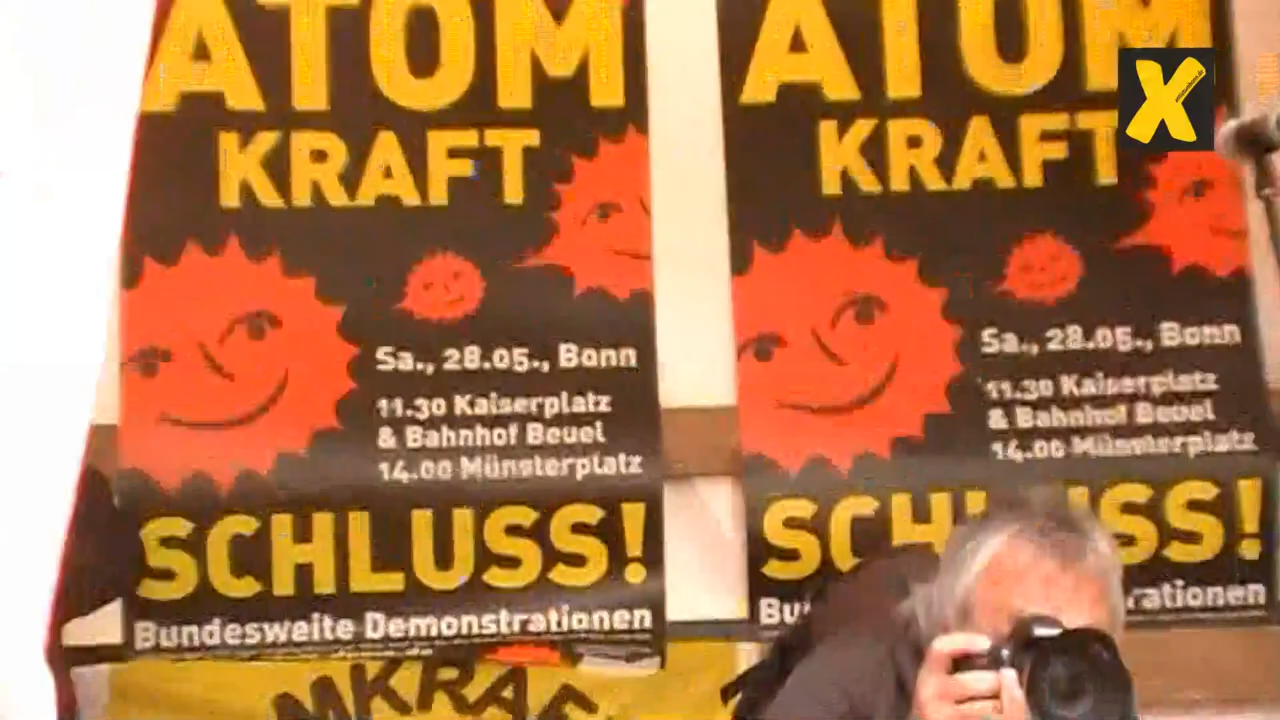 ATOM
KRAFT
Sa., 28.05., Bonn
11.30 Kaiserplatz
& Bahnhof Beuel
14.00 Münsterplatz
SCHLUSS!
Bundesweite Demonstrationen
ATOM
KRAFT
Sa., 28.05., Bonn
11.30 Kaiserplatz
& Bahnhof Beuel
14.00 Münsterplatz
SCH USS!
Bu rationen
MKRAF
X